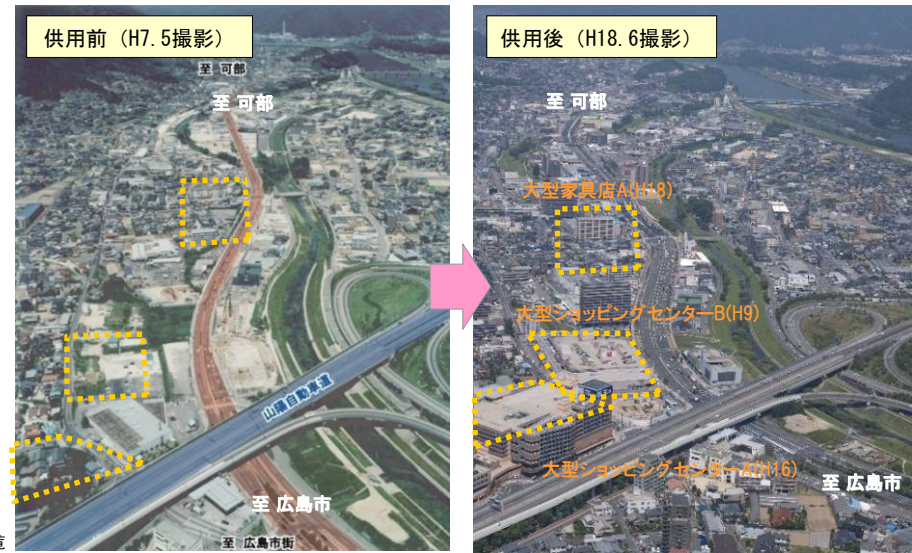 供用前（H7.5撮影）
至 可部
至 可部
山陽自動車道
至 広島市
至 広島市街
覧
供用後（H18.6撮影）
至 可部
大型家具店A(H18)
大型ショッピングセンターB(H9)
大型ショッピングセンターA(H16)
至 広島市